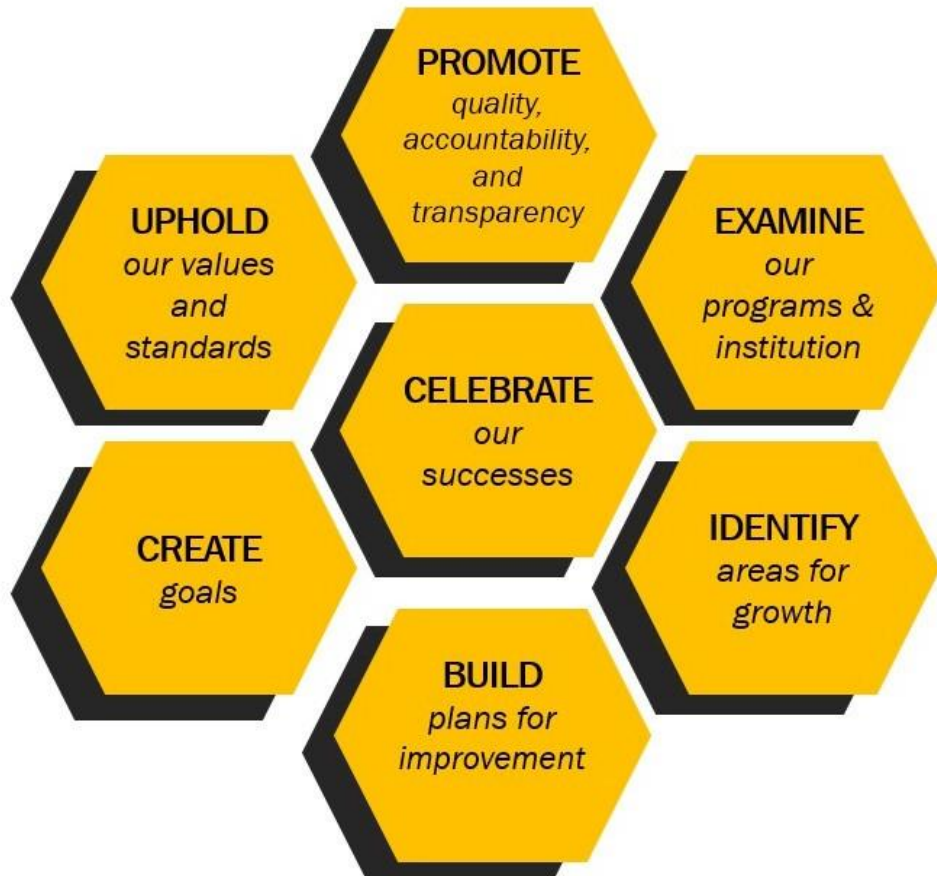 PROMOTE
quality,
accountability,
and
transparency
UPHOLD
our values
and
standards
EXAMINE
our
programs &
institution
CELEBRATE
our
successes
CREATE
goals
IDENTIFY
areas for
growth
BUILD
plans for
improvement